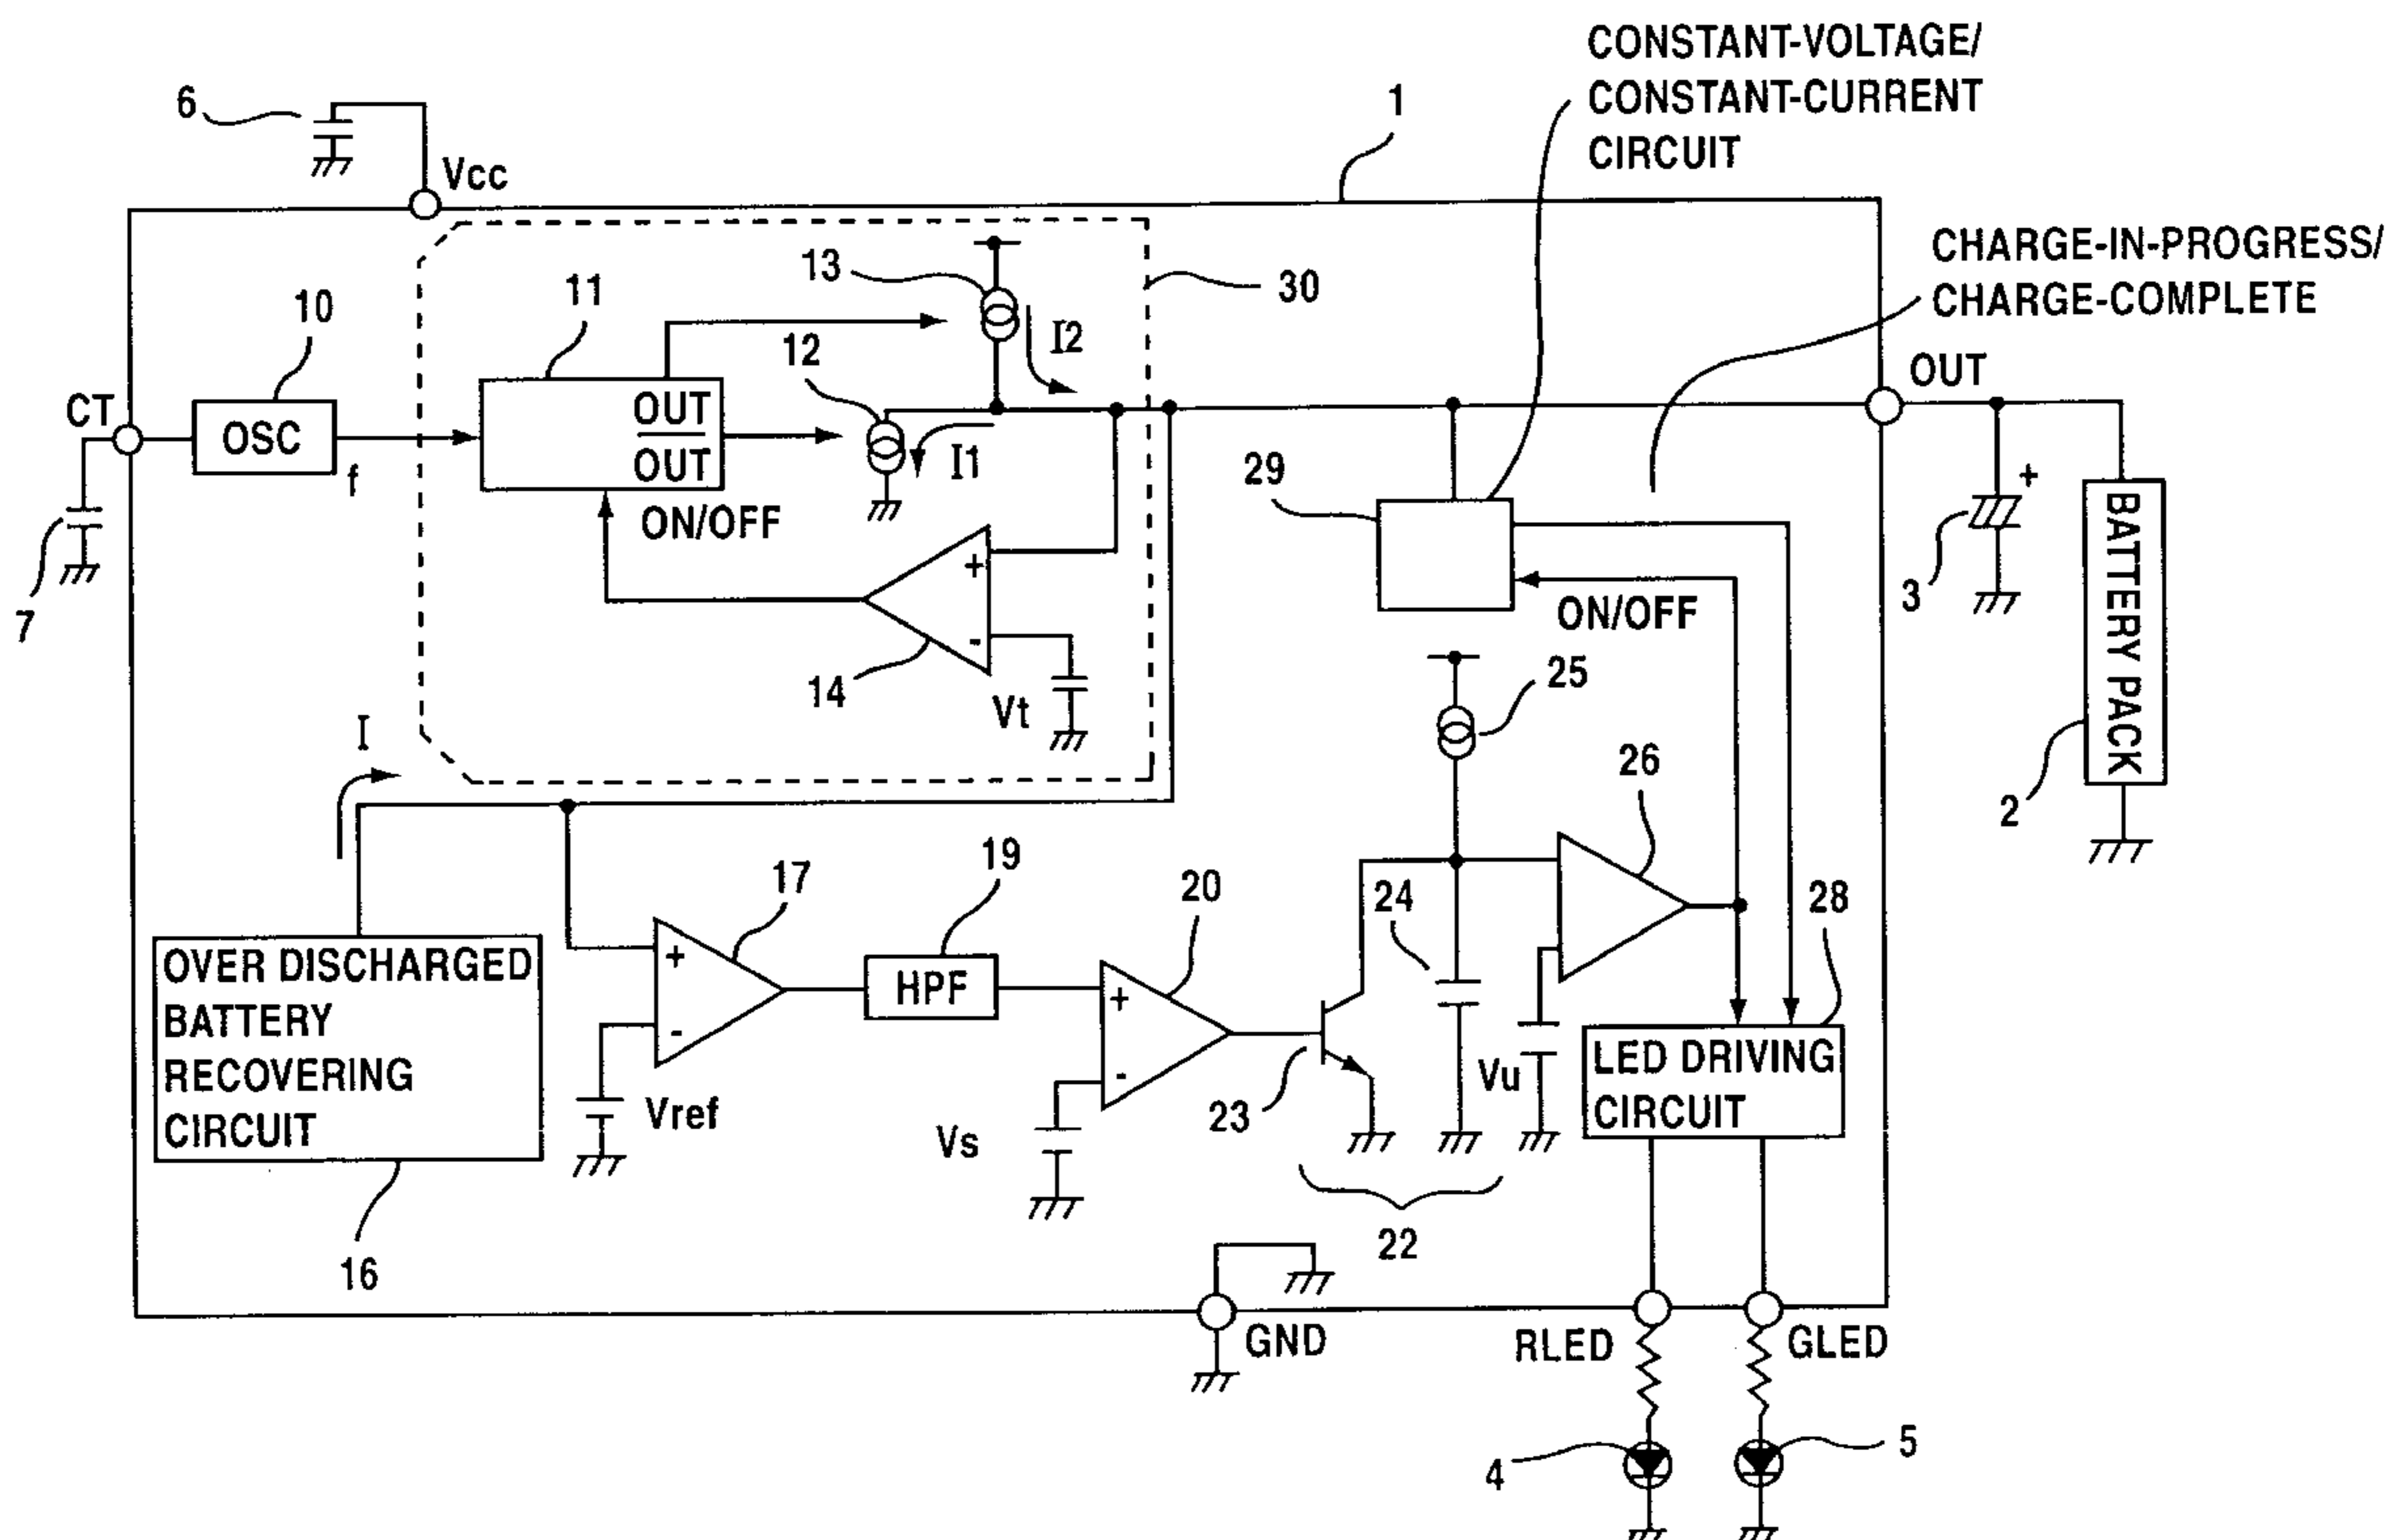 CONSTANT-VOLTAGE/
CONSTANT-CURRENT
CIRCUIT
6
1
Vcc
CHARGE-IN-PROGRESS/
CHARGE-COMPLETE
13
30
10
11
12
I2
OUT
CT
OSC
f
OUT
OUT
I1
29
+
ON/OFF
7
3
+
-
14
Vt
ON/OFF
BATTERY PACK
25
I
2
26
17
19
20
24
28
OVER DISCHARGED
BATTERY
RECOVERING
CIRCUIT
+
-
HPF
+
-
Vref
Vs
23
Vu
LED DRIVING
CIRCUIT
16
22
GND
RLED
GLED
4
5